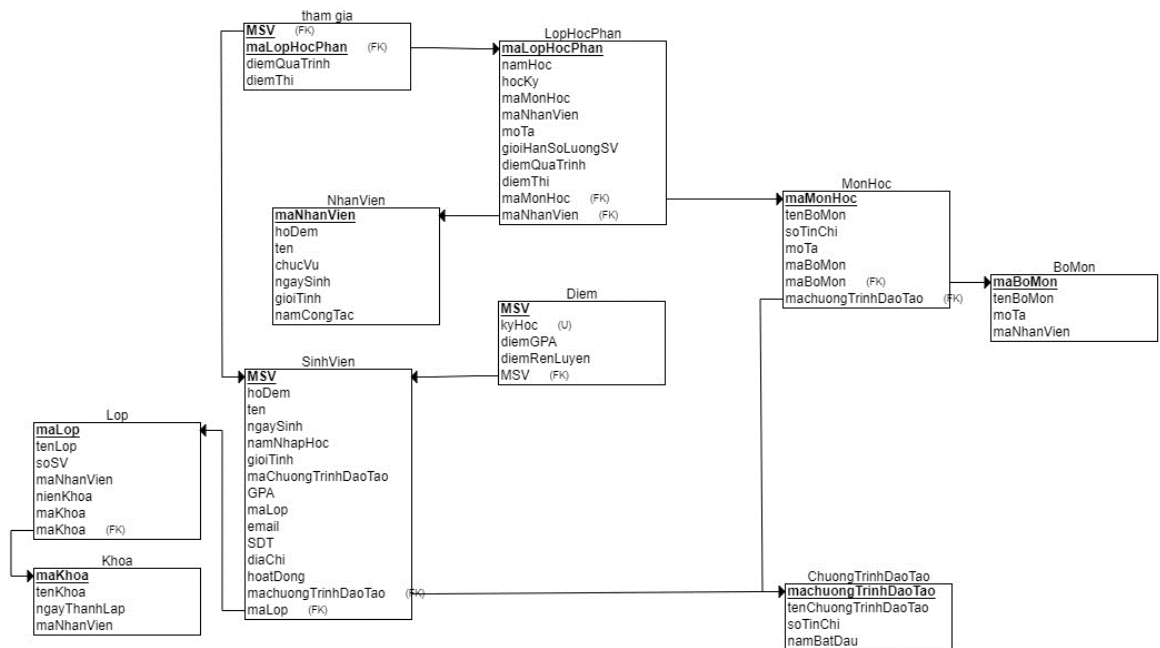 tham gia
MSV (FK)
maLopHocPhan (FK)
diemQuaTrinh
diemThi
LopHocPhan
maLopHocPhan
namHoc
hocKy
maMonHoc
maNhanVien
moTa
gioiHanSoLuongSV
diemQuaTrinh
diemThi
maMonHoc (FK)
maNhanVien (FK)
MonHoc
maMonHoc
tenBoMon
soTinChi
moTa
maBoMon
maBoMon (FK)
machuongTrinhDaoTao (FK)
BoMon
maBoMon
tenBoMon
moTa
maNhanVien
NhanVien
maNhanVien
hoDem
ten
chucVu
ngaySinh
gioiTinh
namCongTac
Diem
MSV
kyHoc (U)
diemGPA
diemRenLuyen
MSV (FK)
SinhVien
MSV
hoDem
ten
ngaySinh
namNhapHoc
gioiTinh
maChuongTrinhDaoTao
GPA
maLop
email
SDT
diaChi
hoatDong
machuongTrinhDaoTao (FK)
maLop (FK)
Lop
maLop
tenLop
soSV
maNhanVien
nienKhoa
maKhoa
maKhoa (FK)
Khoa
maKhoa
tenKhoa
ngayThanhLap
maNhanVien
ChuongTrinhDaoTao
machuongTrinhDaoTao
tenChuongTrinhDaoTao
soTinChi
namBatDau